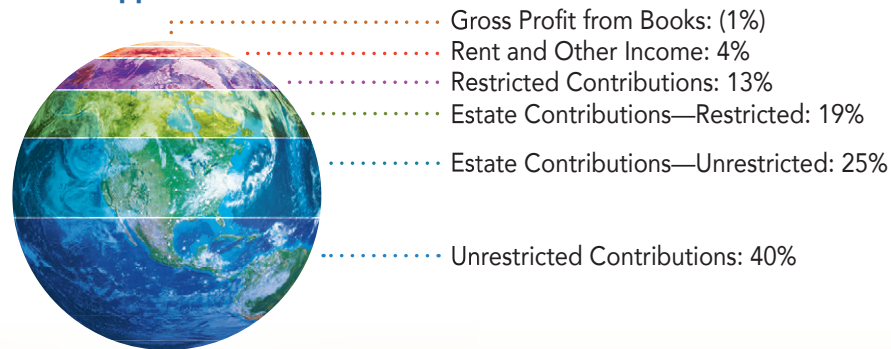 Gross Profit from Books: (1%)
Rent and Other Income: 4%
Restricted Contributions: 13%
Estate Contributions—Restricted: 19%
Estate Contributions—Unrestricted: 25%
Unrestricted Contributions: 40%